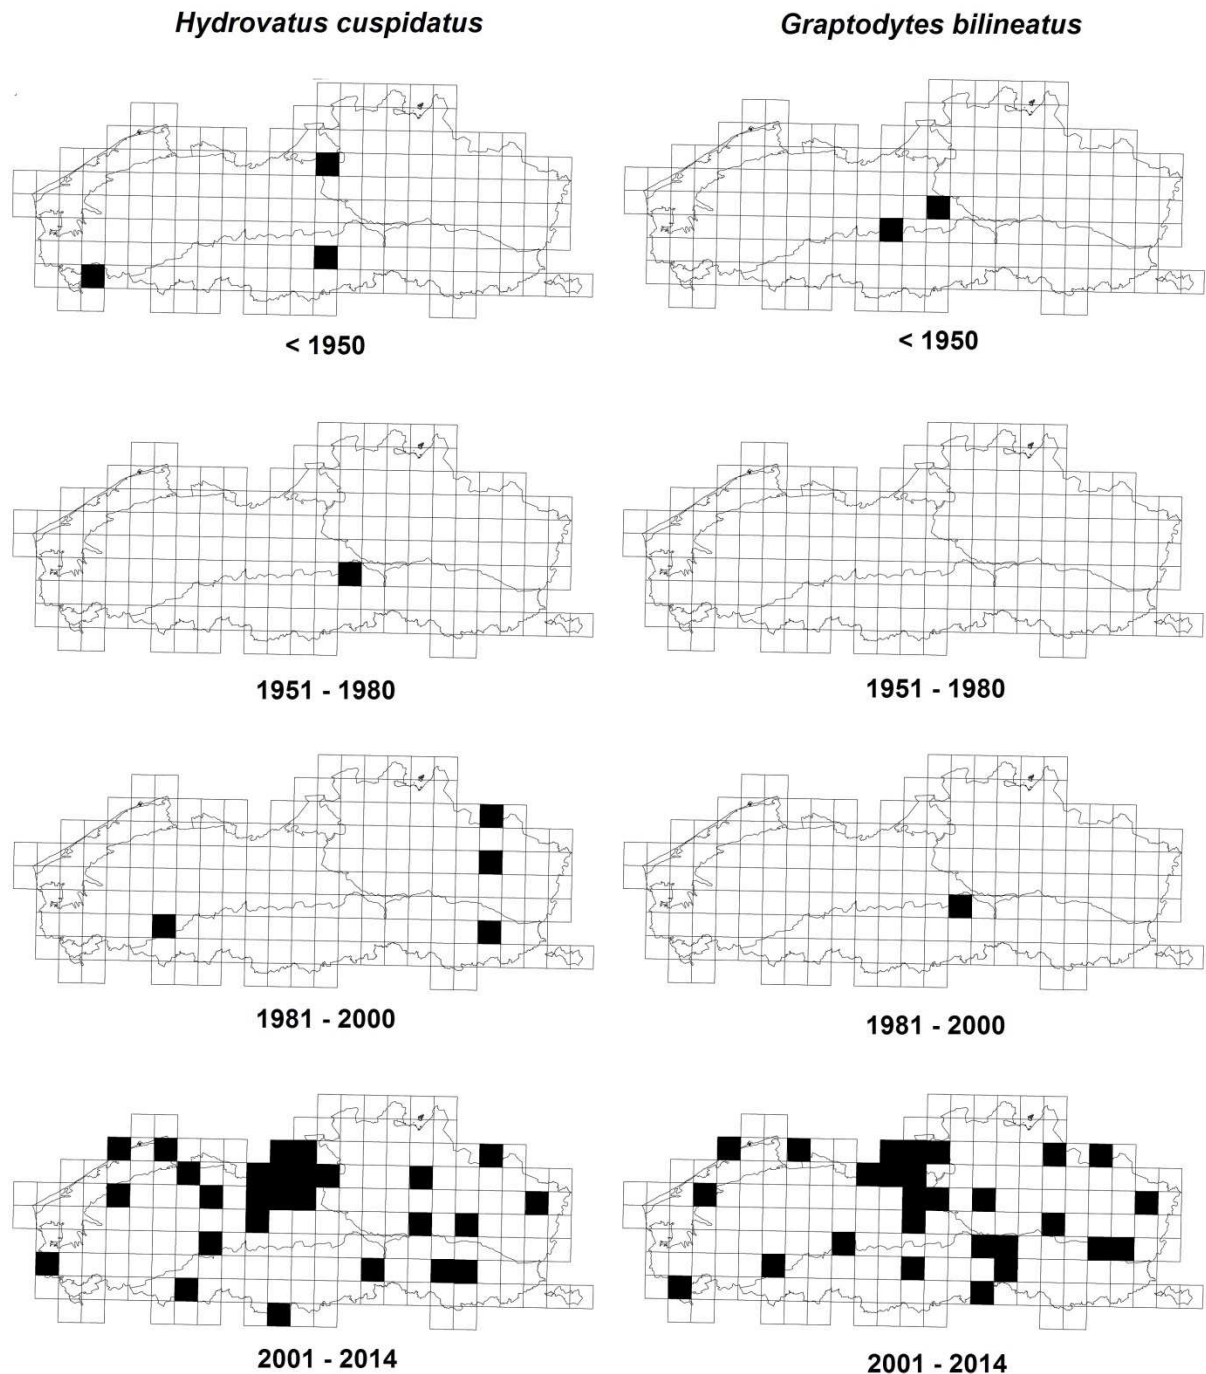 Hydrovatus cuspidatus
Graptodytes bilineatus
< 1950
< 1950
1951 - 1980
1951 - 1980
1981 - 2000
1981 - 2000
2001 - 2014
2001 - 2014